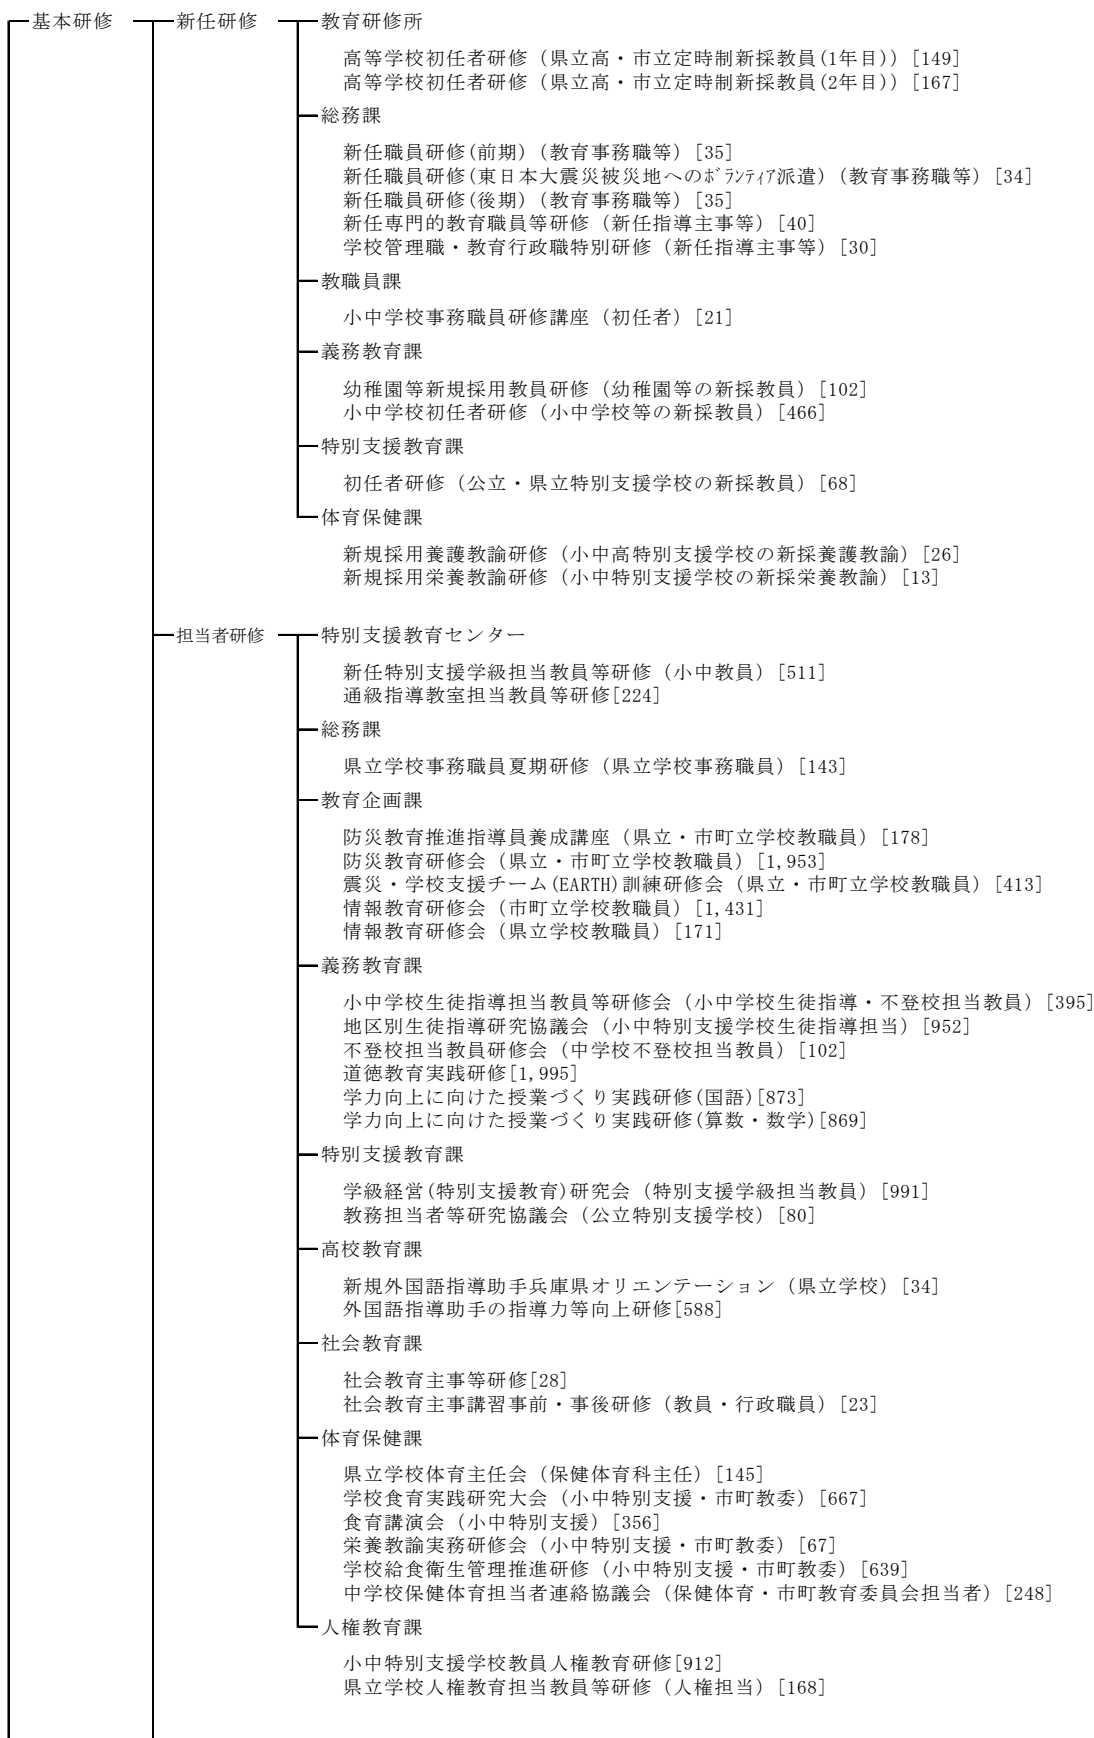 基本研修 新任研修 教育研修所
高等学校初任者研修（県立高・市立定時制新採教員(1年目)）[149]
高等学校初任者研修（県立高・市立定時制新採教員(2年目)）[167]
総務課
新任職員研修(前期)（教育事務職等）[35]
新任職員研修(東日本大震災被災地へのﾎﾞﾗﾝﾃｨｱ派遣)（教育事務職等）[34]
新任職員研修(後期)（教育事務職等）[35]
新任専門的教育職員等研修（新任指導主事等）[40]
学校管理職・教育行政職特別研修（新任指導主事等）[30]
教職員課
小中学校事務職員研修講座（初任者）[21]
義務教育課
幼稚園等新規採用教員研修（幼稚園等の新採教員）[102]
小中学校初任者研修（小中学校等の新採教員）[466]
特別支援教育課
初任者研修（公立・県立特別支援学校の新採教員）[68]
体育保健課
新規採用養護教諭研修（小中高特別支援学校の新採養護教諭）[26]
新規採用栄養教諭研修（小中特別支援学校の新採栄養教諭）[13]
担当者研修 特別支援教育センター
新任特別支援学級担当教員等研修（小中教員）[511]
通級指導教室担当教員等研修[224]
総務課
県立学校事務職員夏期研修（県立学校事務職員）[143]
教育企画課
防災教育推進指導員養成講座（県立・市町立学校教職員）[178]
防災教育研修会（県立・市町立学校教職員）[1,953]
震災・学校支援チーム(EARTH)訓練研修会（県立・市町立学校教職員）[413]
情報教育研修会（市町立学校教職員）[1,431]
情報教育研修会（県立学校教職員）[171]
義務教育課
小中学校生徒指導担当教員等研修会（小中学校生徒指導・不登校担当教員）[395]
地区別生徒指導研究協議会（小中特別支援学校生徒指導担当）[952]
不登校担当教員研修会（中学校不登校担当教員）[102]
道徳教育実践研修[1,995]
学力向上に向けた授業づくり実践研修(国語)[873]
学力向上に向けた授業づくり実践研修(算数・数学)[869]
特別支援教育課
学級経営(特別支援教育)研究会（特別支援学級担当教員）[991]
教務担当者等研究協議会（公立特別支援学校）[80]
高校教育課
新規外国語指導助手兵庫県オリエンテーション（県立学校）[34]
外国語指導助手の指導力等向上研修[588]
社会教育課
社会教育主事等研修[28]
社会教育主事講習事前・事後研修（教員・行政職員）[23]
体育保健課
県立学校体育主任会（保健体育科主任）[145]
学校食育実践研究大会（小中特別支援・市町教委）[667]
食育講演会（小中特別支援）[356]
栄養教諭実務研修会（小中特別支援・市町教委）[67]
学校給食衛生管理推進研修（小中特別支援・市町教委）[639]
中学校保健体育担当者連絡協議会（保健体育・市町教育委員会担当者）[248]
人権教育課
小中特別支援学校教員人権教育研修[912]
県立学校人権教育担当教員等研修（人権担当）[168]